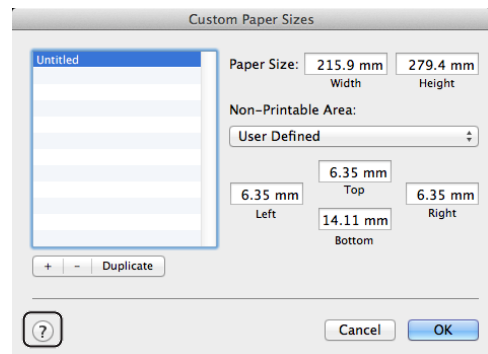 Custom Paper Sizes
Untitled
Paper Size: 215.9 mm 279.4 mm
Width Height
Non-Printable Area:
User Defined
6.35 mm
Top
6.35 mm 6.35 mm
Left Right
14.11 mm
Bottom
+ - Duplicate
? Cancel OK